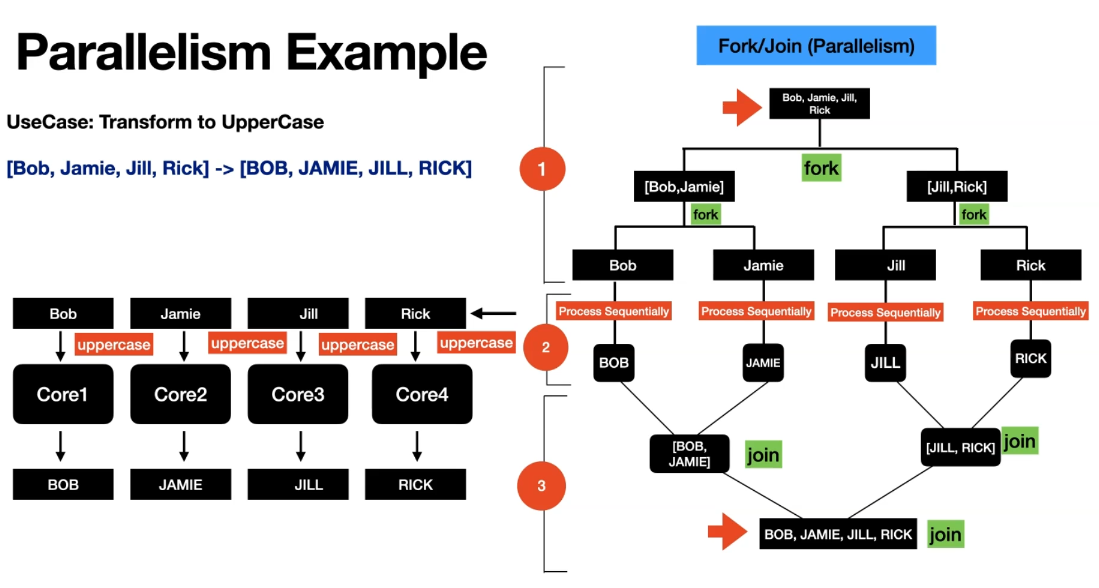 Parallelism Example
UseCase: Transform to UpperCase
[Bob, Jamie, Jill, Rick] -> [BOB, JAMIE, JILL, RICK]
Bob
Jamie
Jill
Rick
uppercase
uppercase
uppercase
uppercase
Core1
Core2
Core3
Core4
BOB
JAMIE
JILL
RICK
Fork/Join (Parallelism)
1
Bob, Jamie, Jill,
Rick
fork
[Bob,Jamie]
[Jill,Rick]
fork
fork
Bob
Jamie
Jill
Rick
2
Process Sequentially
Process Sequentially
Process Sequentially
Process Sequentially
BOB
JAMIE
JILL
RICK
3
[BOB,
JAMIE]
join
[JILL, RICK]
join
BOB, JAMIE, JILL, RICK
join